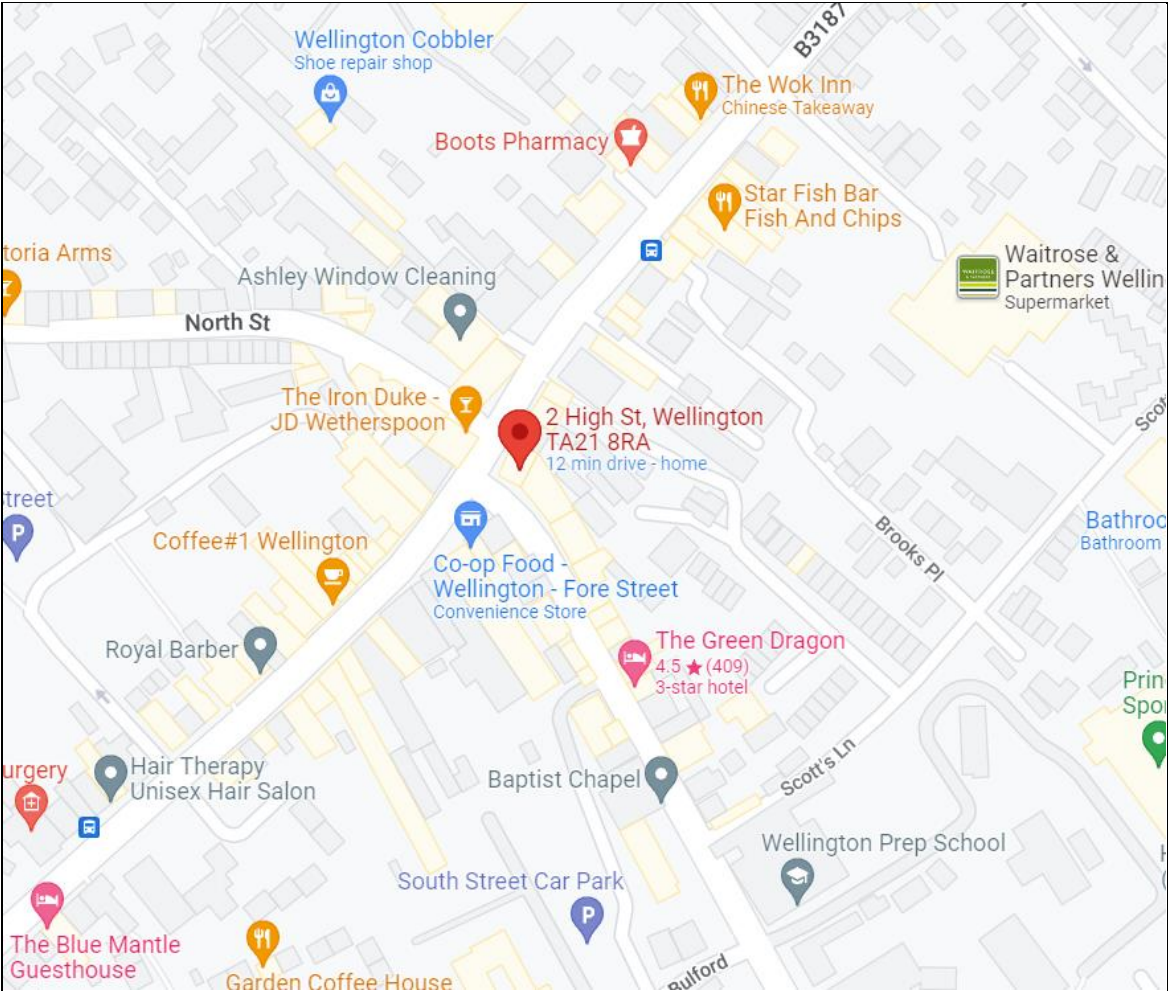 B3187
Wellington Cobbler
Shoe repair shop
The Wok Inn
Chinese Takeaway
Boots Pharmacy
Star Fish Bar
Fish And Chips
toria Arms
Waitrose &
Partners Wellin
Supermarket
WAITROSE
Ashley Window Cleaning
North St
The Iron Duke -
JD Wetherspoon
2 High St, Wellington
TA21 8RA
12 min drive - home
Scot
treet
P
Coffee#1 Wellington
Co-op Food -
Wellington - Fore Street
Convenience Store
Brooks Pl
Bathroo
Bathroom
Royal Barber
The Green Dragon
4.5 ★ (409)
3-star hotel
Prin
Spor
urgery
Hair Therapy
Unisex Hair Salon
Baptist Chapel
Scott's Ln
Wellington Prep School
H
South Street Car Park
P
The Blue Mantle
Guesthouse
Garden Coffee House
Bulford